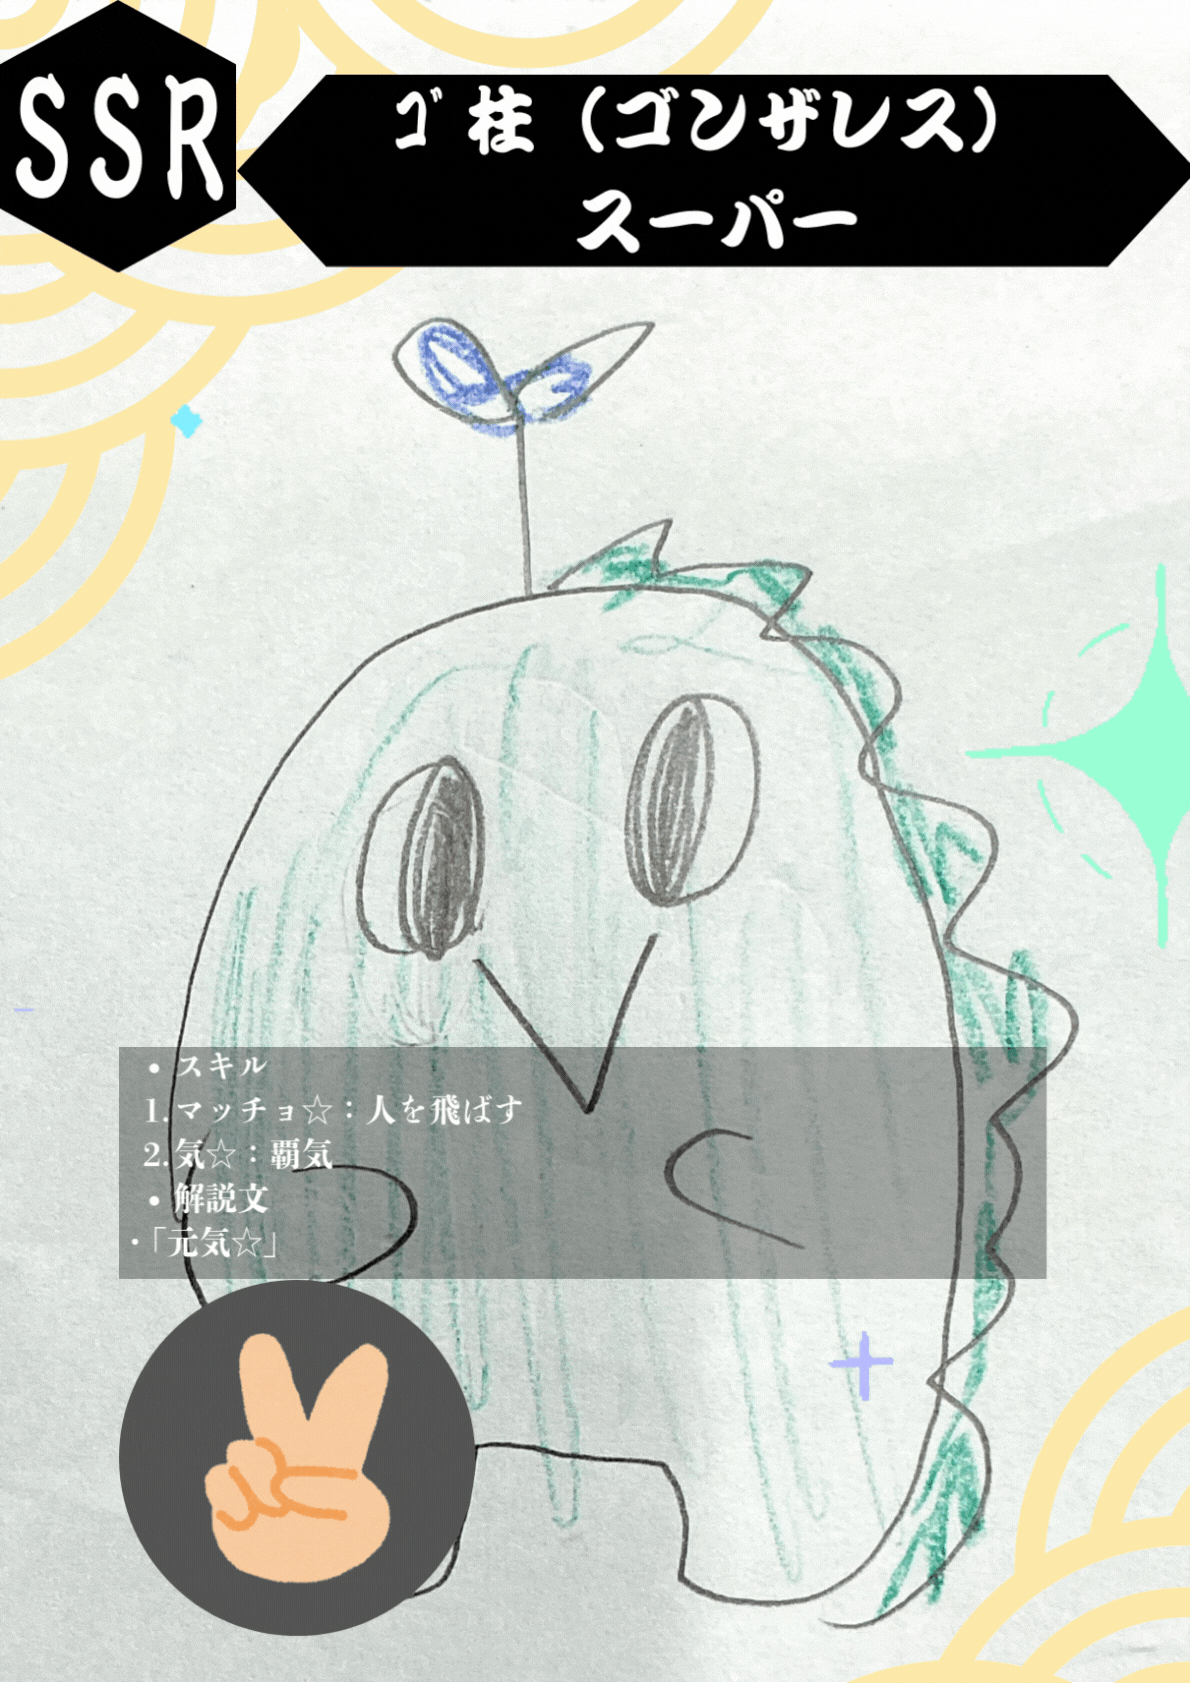 SSR
ｺﾞ柱（ゴンザレス）
スーパー
• スキル
1. マッチョ☆：人を飛ばす
2. 気☆：覇気
• 解説文
・「元気☆」